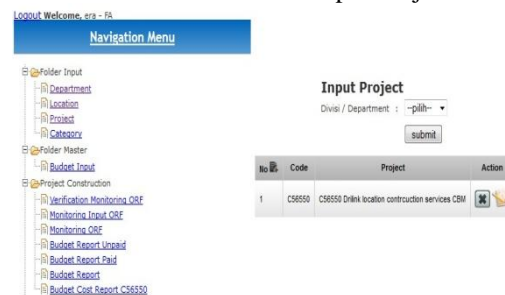 Logout Welcome, era - FA
Navigation Menu
Folder Input
Department
Location
Project
Category
Folder Master
Budget Input
Project Construction
Verification Monitoring ORF
Monitoring Input ORF
Monitoring ORF
Budget Report Unpaid
Budget Report Paid
Budget Report
Budget Cost Report C56550
Input Project
Divisi / Department : --pilih--
submit
No Code Project Action
1 C56550 C56550 Drilink location contrcuction services CBM